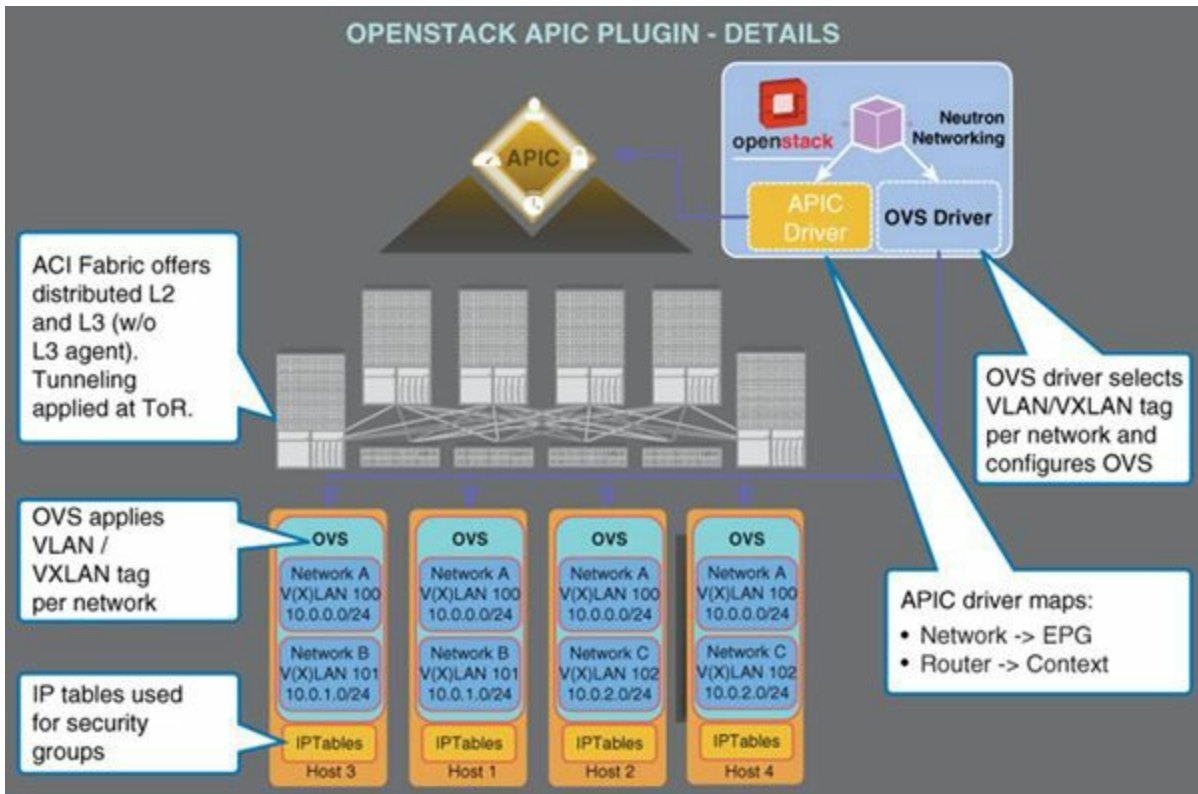 OPENSTACK APIC PLUGIN - DETAILS
openstack
Neutron
Networking
APIC
APIC
Driver
OVS Driver
ACI Fabric offers
distributed L2
and L3 (w/o
L3 agent).
Tunneling
applied at ToR.
OVS driver selects
VLAN/VXLAN tag
per network and
configures OVS
OVS applies
VLAN /
VXLAN tag
per network
APIC driver maps:
• Network -> EPG
• Router -> Context
IP tables used
for security
groups
OVS
Network A
V(X)LAN 100
10.0.0.0/24
Network B
V(X)LAN 101
10.0.1.0/24
IPTables
Host 3
OVS
Network A
V(X)LAN 100
10.0.0.0/24
Network B
V(X)LAN 101
10.0.1.0/24
IPTables
Host 1
OVS
Network A
V(X)LAN 100
10.0.0.0/24
Network C
V(X)LAN 102
10.0.2.0/24
IPTables
Host 2
OVS
Network A
V(X)LAN 100
10.0.0.0/24
Network C
V(X)LAN 102
10.0.2.0/24
IPTables
Host 4